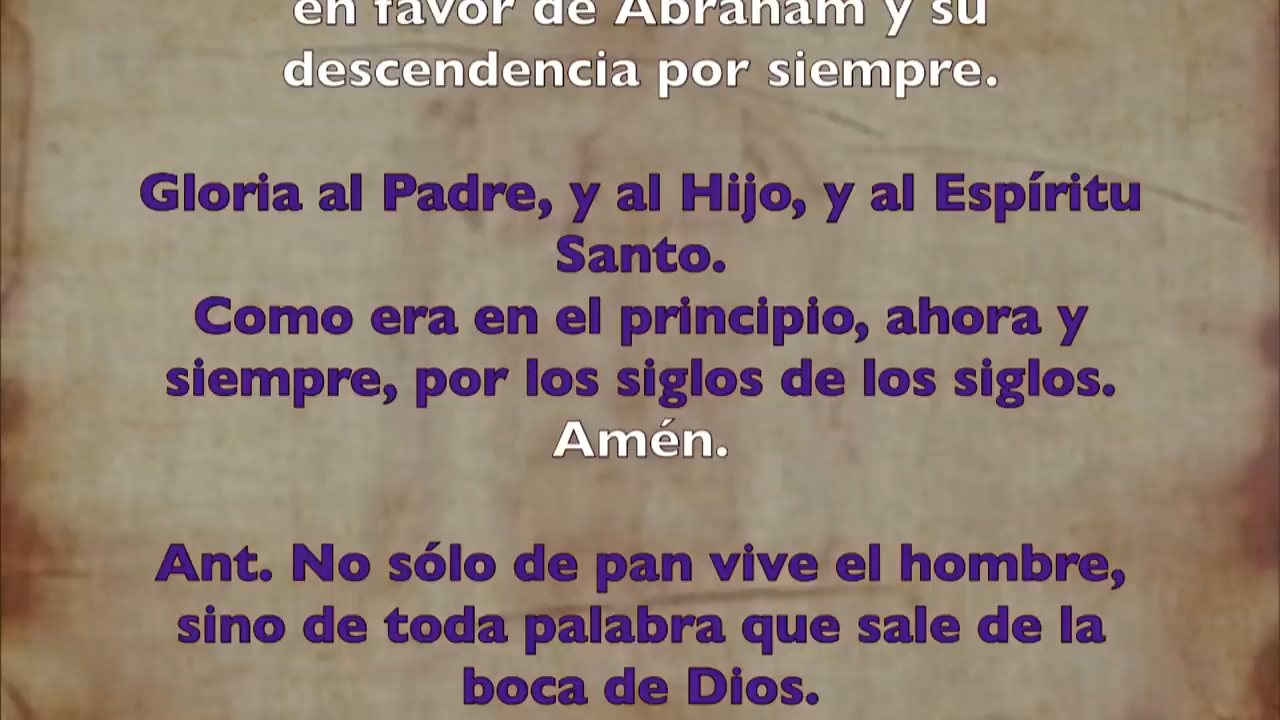 en favor de Abraham y su
descendencia por siempre.
Gloria al Padre, y al Hijo, y al Espíritu
Santo.
Como era en el principio, ahora y
siempre, por los siglos de los siglos.
Amén.
Ant. No sólo de pan vive el hombre,
sino de toda palabra que sale de la
boca de Dios.